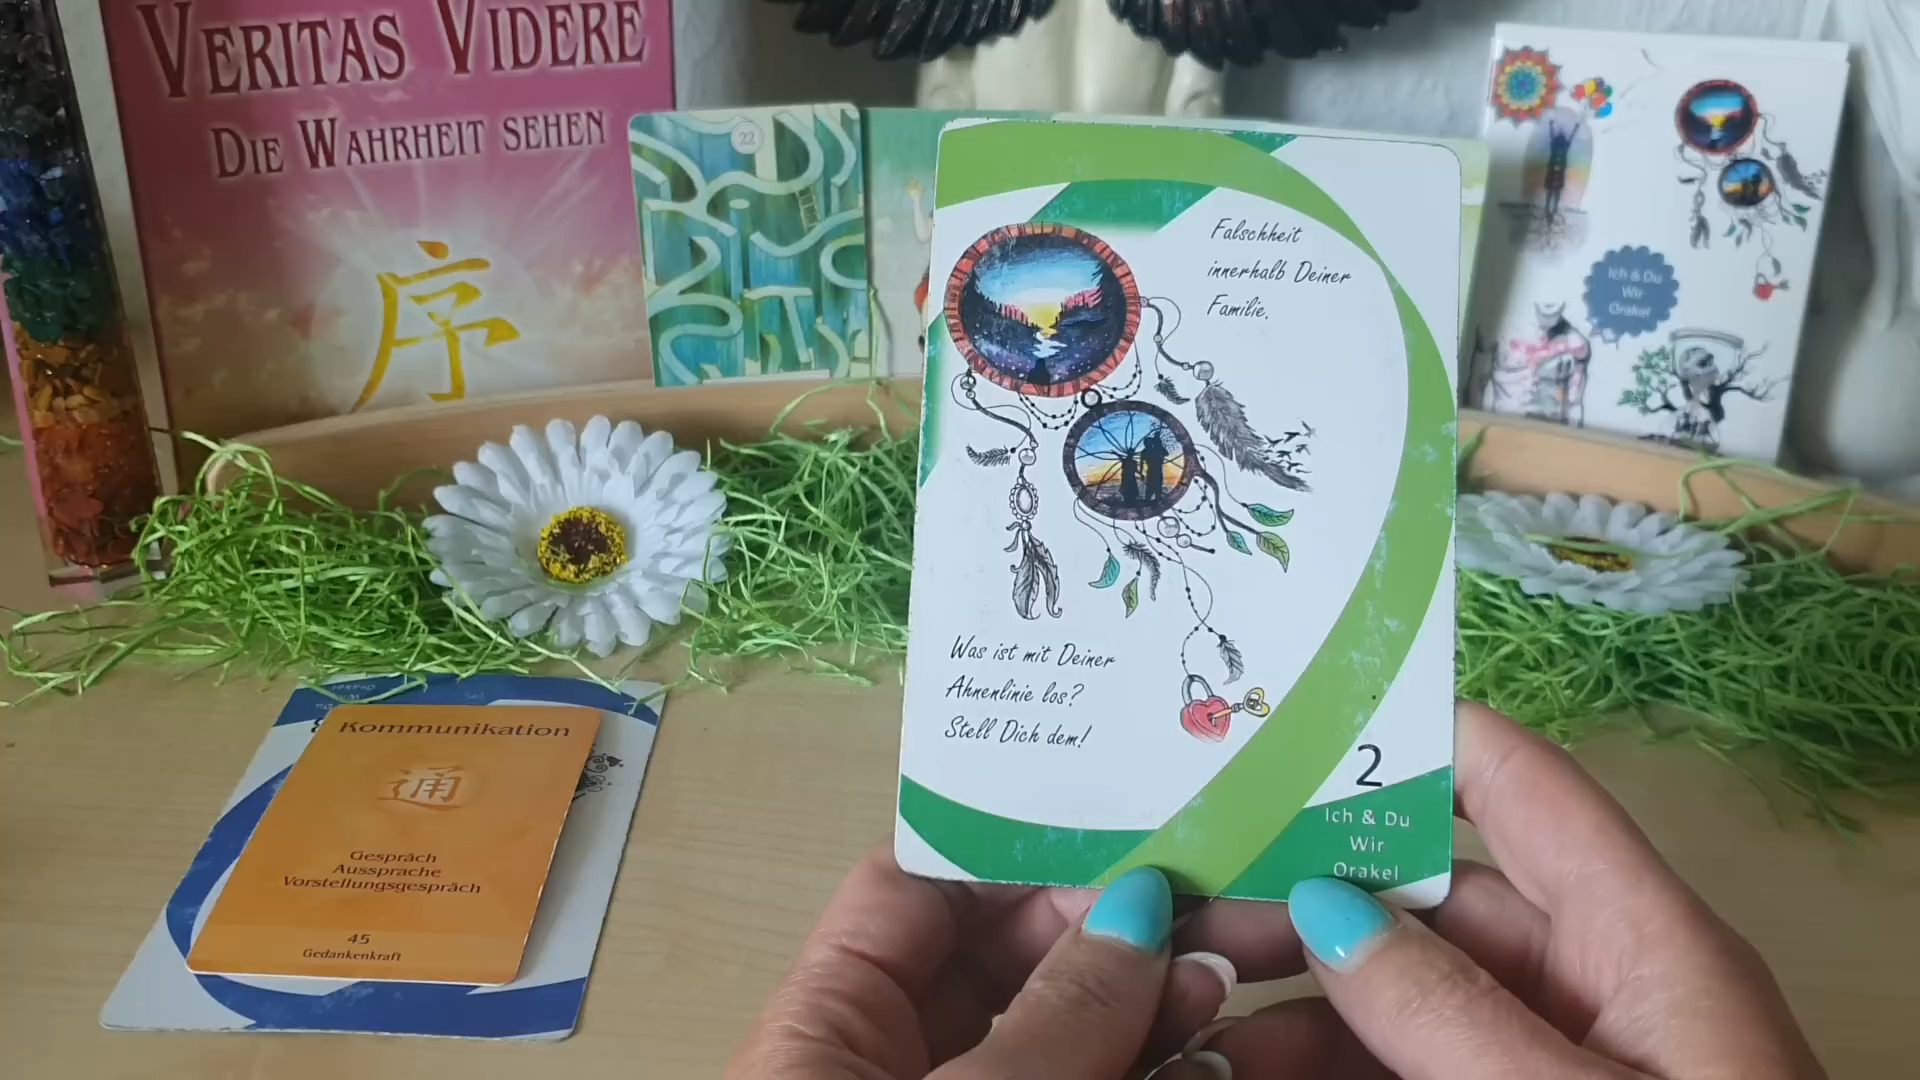 VERITAS VIDERE
DIE WAHRHEIT SEHEN
序
22
Falschheit
innerhalb Deiner
Familie.
Was ist mit Deiner
Ahnenlinie los?
Stell Dich dem!
2
Ich & Du
Wir
Orakel
Ich & Du
Wir
Orakel
Kommunikation
通
Gespräch
Aussprache
Vorstellungsgespräch
45
Gedankenkraft